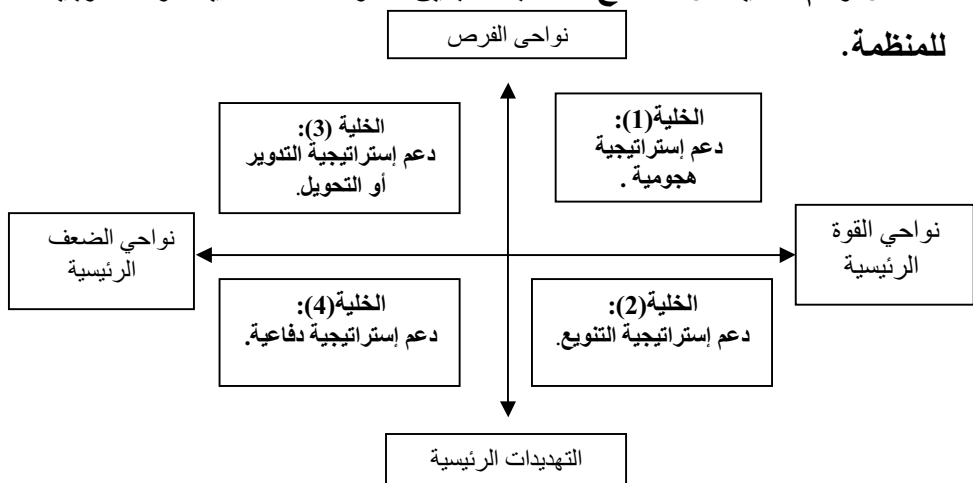 نواحى الفرص
للمنظمة.
الخلية(1):
دعم إستراتيجية
هجومية .
الخلية (3):
دعم إستراتيجية التدوير
أو التحويل.
نواحي القوة
الرئيسية
نواحي الضعف
الرئيسية
الخلية(2):
دعم إستراتيجية التنويع.
الخلية(4):
دعم إستراتيجية دفاعية.
التهديدات الرئيسية